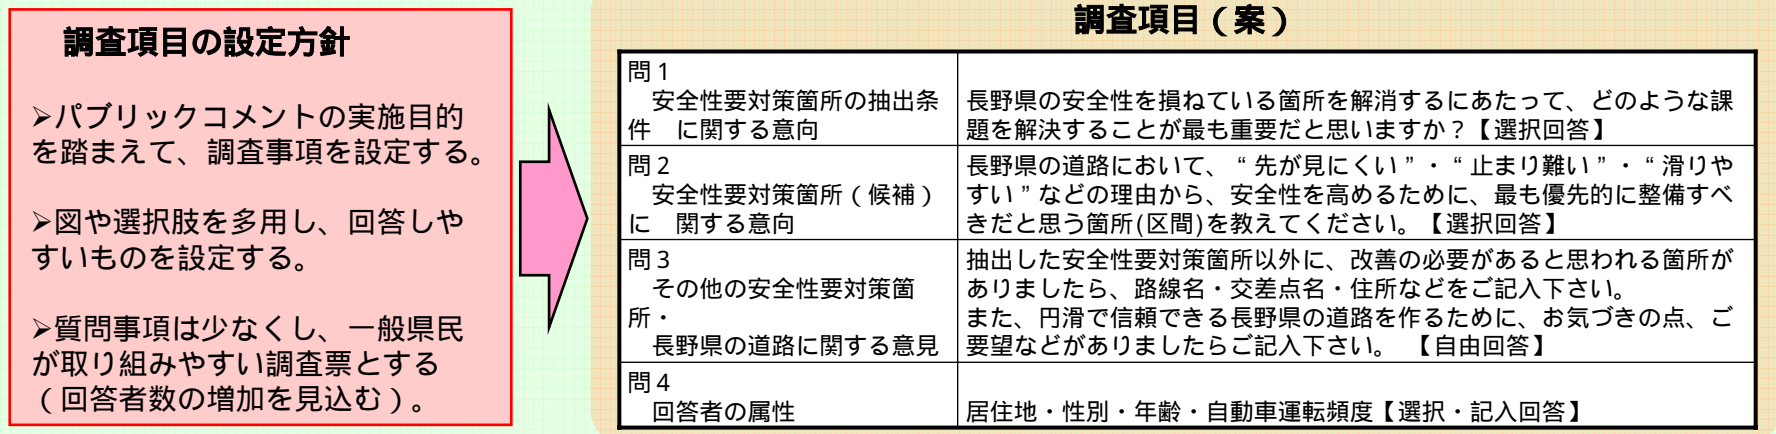 調査項目の設定方針
➢パブリックコメントの実施目的
を踏まえて、調査事項を設定する。
➢図や選択肢を多用し、回答しや
すいものを設定する。
➢質問事項は少なくし、一般県民
が取り組みやすい調査票とする
（回答者数の増加を見込む）。
調査項目（案）
問１
安全性要対策箇所の抽出条
件　に関する意向
長野県の安全性を損ねている箇所を解消するにあたって、どのような課
題を解決することが最も重要だと思いますか？【選択回答】
問２
安全性要対策箇所（候補）
に　関する意向
長野県の道路において、“先が見にくい”・“止まり難い”・“滑りや
すい”などの理由から、安全性を高めるために、最も優先的に整備すべ
きだと思う箇所(区間)を教えてください。【選択回答】
問３
その他の安全性要対策箇
所・
長野県の道路に関する意見
抽出した安全性要対策箇所以外に、改善の必要があると思われる箇所が
ありましたら、路線名・交差点名・住所などをご記入下さい。
また、円滑で信頼できる長野県の道路を作るために、お気づきの点、ご
要望などがありましたらご記入下さい。　【自由回答】
問４
回答者の属性
居住地・性別・年齢・自動車運転頻度【選択・記入回答】